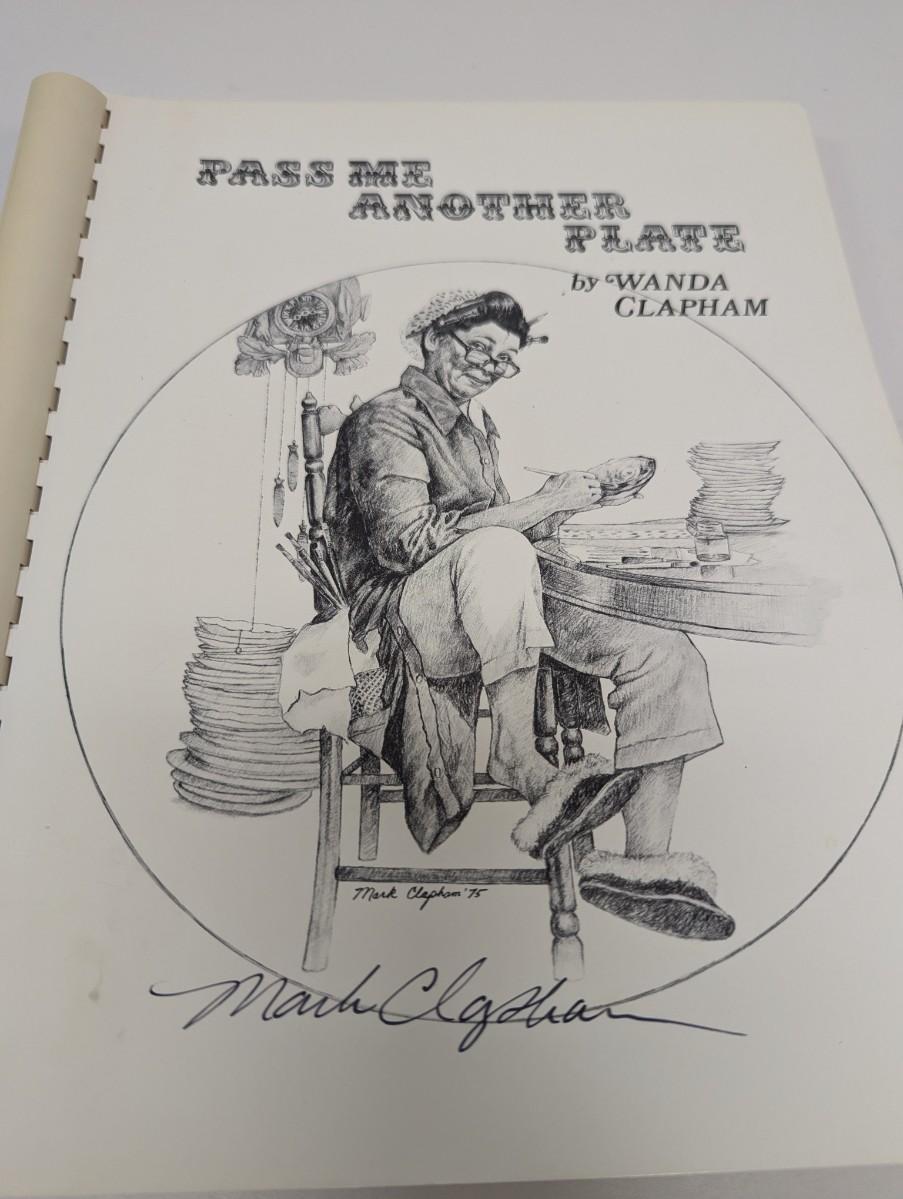 PASS ME
ANOTHER
PLATE
by WANDA
CLAPHAM
Mark Clapham '75
Mark Clapham